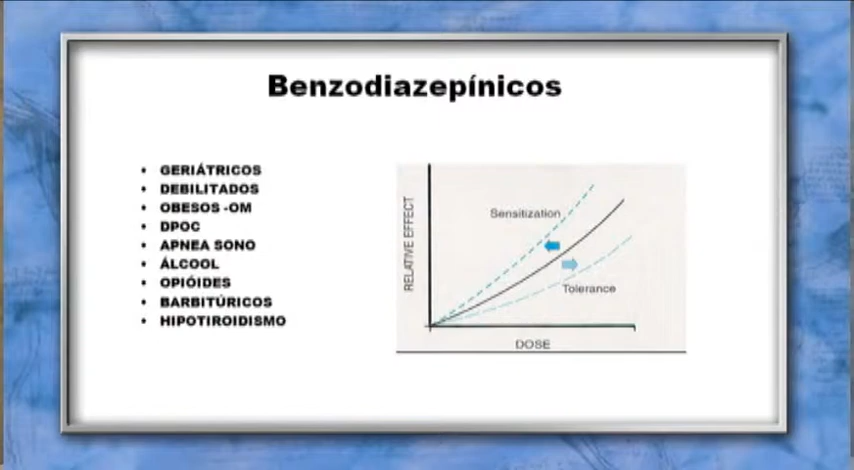 Benzodiazepínicos
• GERIÁTRICOS
• DEBILITADOS
• OBESOS -OM
• DPOC
• APNEA SONO
• ÁLCOOL
• OPIÓIDES
• BARBITÚRICOS
• HIPOTIROIDISMO
RELATIVE EFFECT
Sensitization
Tolerance
DOSE